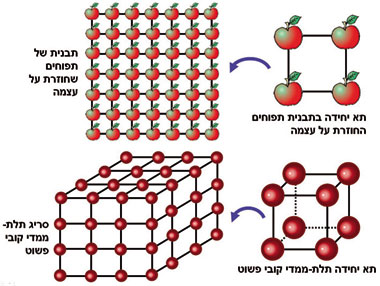 תבנית של
תפוחים
שחוזרת על
עצמה
תא יחידה בתבנית תפוחים
החוזרת על עצמה
סריג תלת-
ממדי קובי
פשוט
תא יחידה תלת-ממדי קובי פשוט